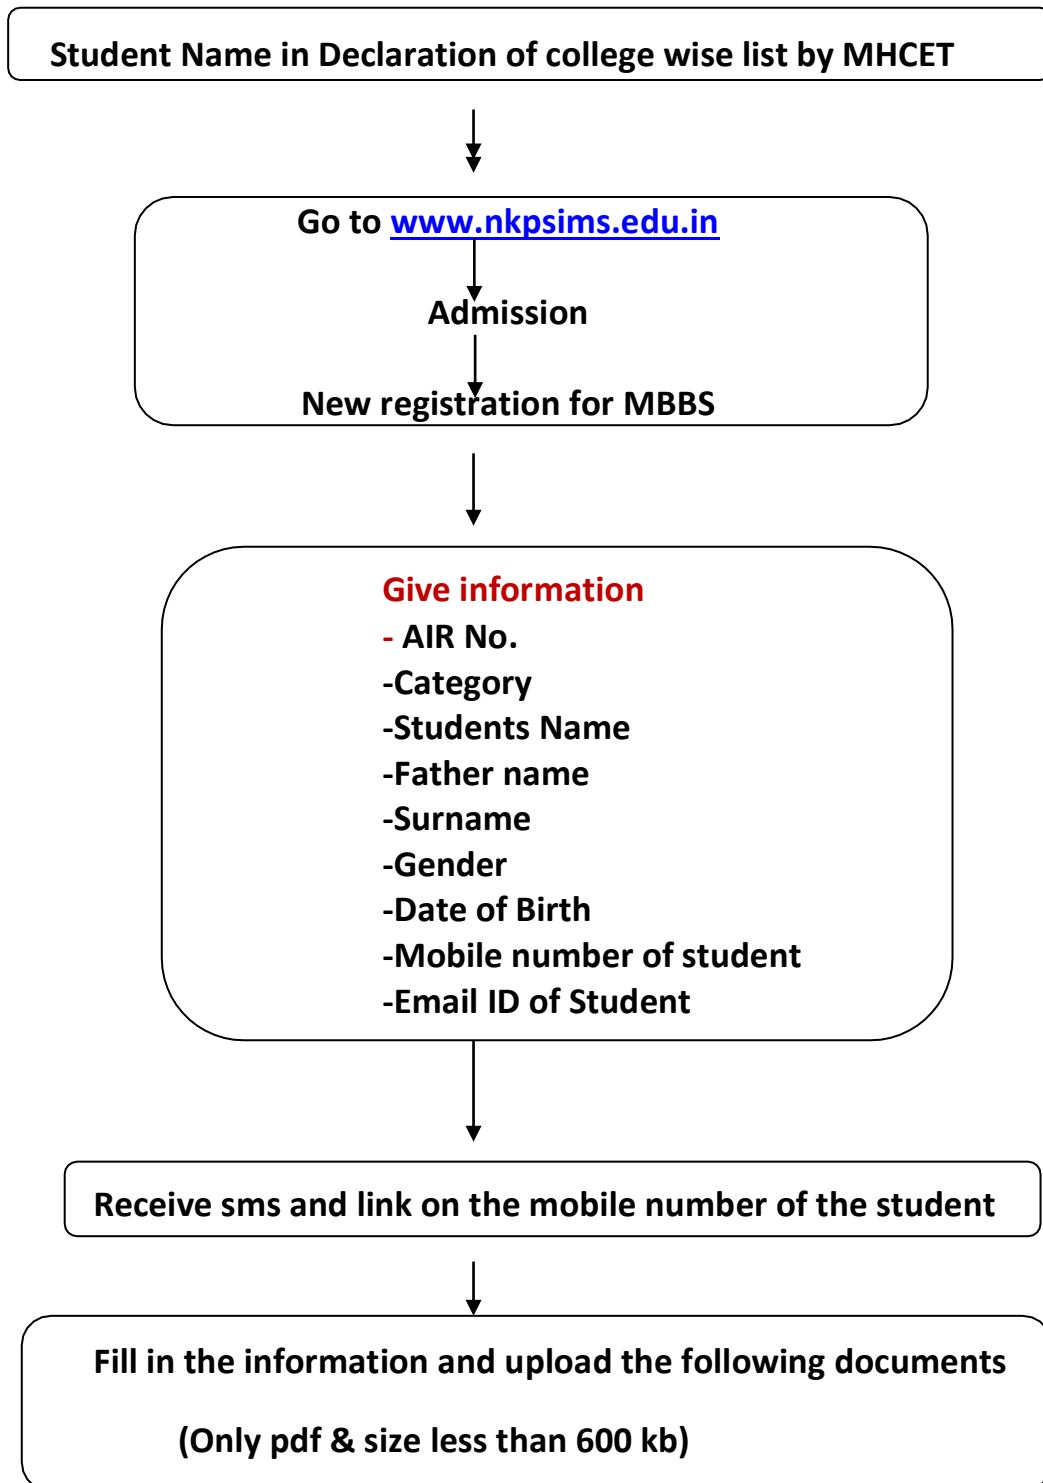 Student Name in Declaration of college wise list by MHCET
Go to www.nkpsims.edu.in
Admission
New registration for MBBS
Give information
- AIR No.
-Category
-Students Name
-Father name
-Surname
-Gender
-Date of Birth
-Mobile number of student
-Email ID of Student
Receive sms and link on the mobile number of the student
Fill in the information and upload the following documents
(Only pdf & size less than 600 kb)